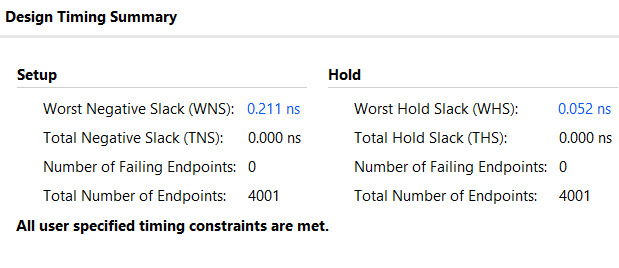 Design Timing Summary
Setup
Hold
Worst Negative Slack (WNS): 0.211 ns
Worst Hold Slack (WHS): 0.052 ns
Total Negative Slack (TNS): 0.000 ns
Total Hold Slack (THS): 0.000 ns
Number of Failing Endpoints: 0
Number of Failing Endpoints: 0
Total Number of Endpoints: 4001
Total Number of Endpoints: 4001
All user specified timing constraints are met.